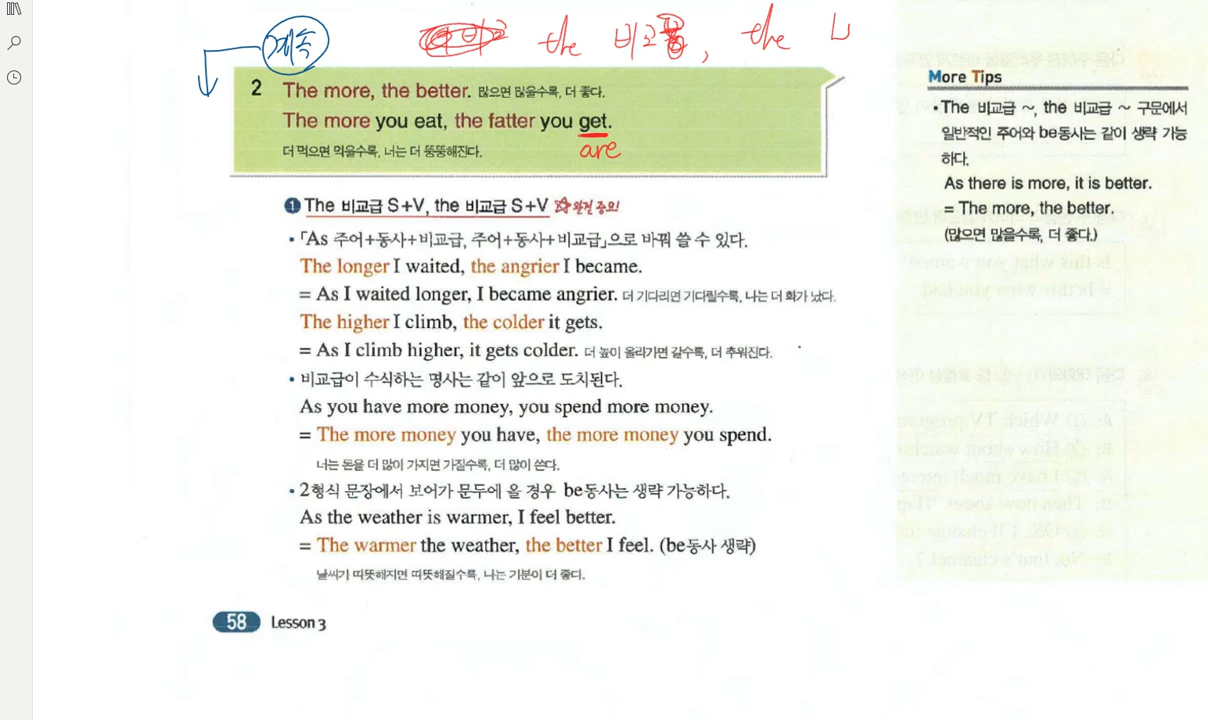 계속
the 비교급, the ㅂ
2 The more, the better. 많으면 많을수록, 더 좋다.
The more you eat, the fatter you get.
are
더 먹으면 먹을수록, 너는 더 뚱뚱해진다.
1 The 비교급 S+V, the 비교급 S+V ☆완전 중요!
• 「As 주어+동사+비교급, 주어+동사+비교급」으로 바꿔 쓸 수 있다.
The longer I waited, the angrier I became.
= As I waited longer, I became angrier. 더 기다리면 기다릴수록, 나는 더 화가 났다.
The higher I climb, the colder it gets.
= As I climb higher, it gets colder. 더 높이 올라가면 갈수록, 더 추워진다.
• 비교급이 수식하는 명사는 같이 앞으로 도치된다.
As you have more money, you spend more money.
= The more money you have, the more money you spend.
너는 돈을 더 많이 가지면 가질수록, 더 많이 쓴다.
• 2형식 문장에서 보어가 문두에 올 경우 be동사는 생략 가능하다.
As the weather is warmer, I feel better.
= The warmer the weather, the better I feel. (be동사 생략)
날씨가 따뜻해지면 따뜻해질수록, 나는 기분이 더 좋다.
58 Lesson 3
More Tips
• The 비교급 ~, the 비교급 ~ 구문에서
일반적인 주어와 be동사는 같이 생략 가능
하다.
As there is more, it is better.
= The more, the better.
(많으면 많을수록, 더 좋다.)